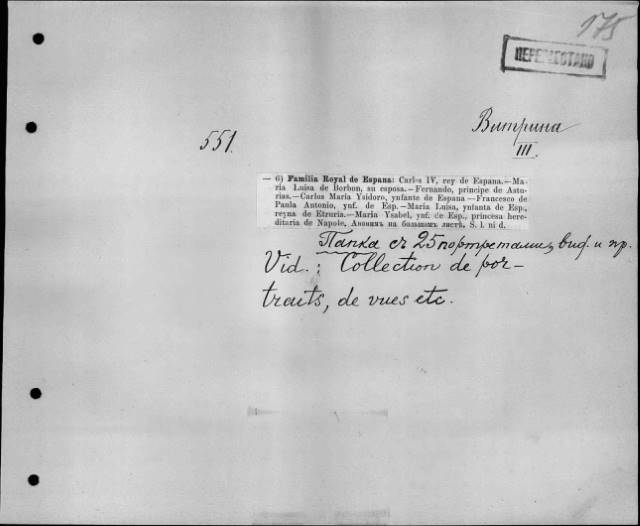 175
ПЕРЕМЕСТАНО
Витрина
III.
551.
— 6) Familia Royal de Espana: Carlos IV, rey de Espana.—Ma-
ria Luisa de Borbon, su esposa.—Fernando, principe de Astu-
rias.—Carlos Maria Ysidoro, ynfante de Espana.—Francesco de
Paula Antonio, ynf. de Esp.—Maria Luisa, ynfanta de Esp.,
reyna de Etruria.—Maria Ysabel, ynf. de Esp., princesa here-
ditaria de Napole. Анонимъ на большомъ листѣ. S. l. ni d.
Папка съ 25 портретами, вид. и пр.
Vid.: Collection de por-
traits, de vues etc.